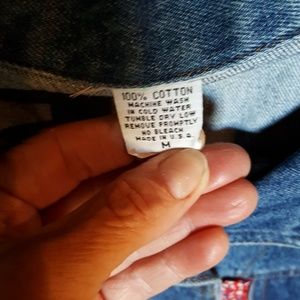 100% COTTON
MACHINE WASH
IN COLD WATER
TUMBLE DRY LOW
REMOVE PROMPTLY
NO BLEACH
MADE IN U.S.A.
M